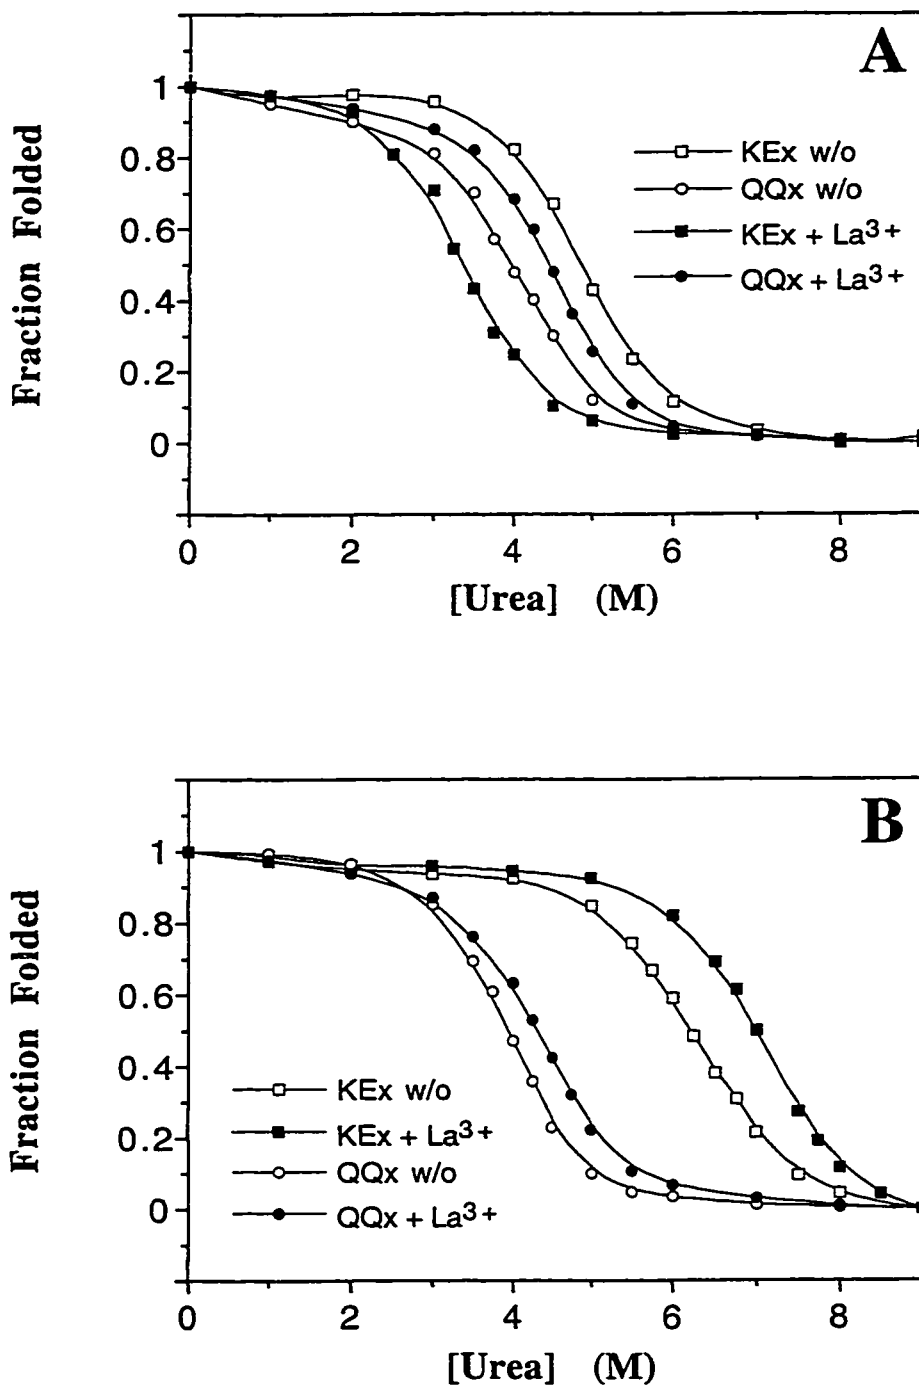 A
1
0.8
0.6
0.4
0.2
0
Fraction Folded
KEx w/o
QQx w/o
KEx + La³⁺
QQx + La³⁺
0 2 4 6 8
[Urea] (M)
B
1
0.8
0.6
0.4
0.2
0
Fraction Folded
KEx w/o
KEx + La³⁺
QQx w/o
QQx + La³⁺
0 2 4 6 8
[Urea] (M)